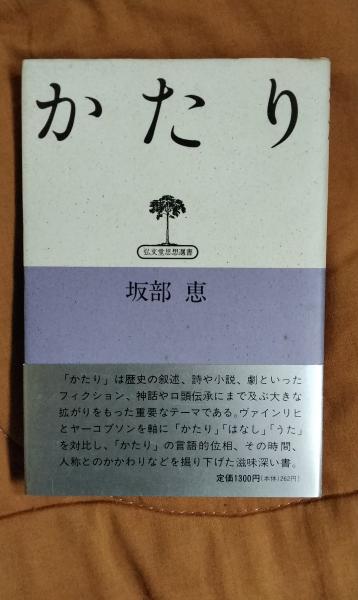 かたり
弘文堂思想選書
坂部 恵
「かたり」は歴史の叙述、詩や小説、劇といった
フィクション、神話や口頭伝承にまで及ぶ大きな
拡がりをもった重要なテーマである。ヴァインリヒ
とヤーコブソンを軸に「かたり」「はなし」「うた」
を対比し、「かたり」の言語的位相、その時間、
人称とのかかわりなどを掘り下げた滋味深い書。
定価1300円(本体1262円)